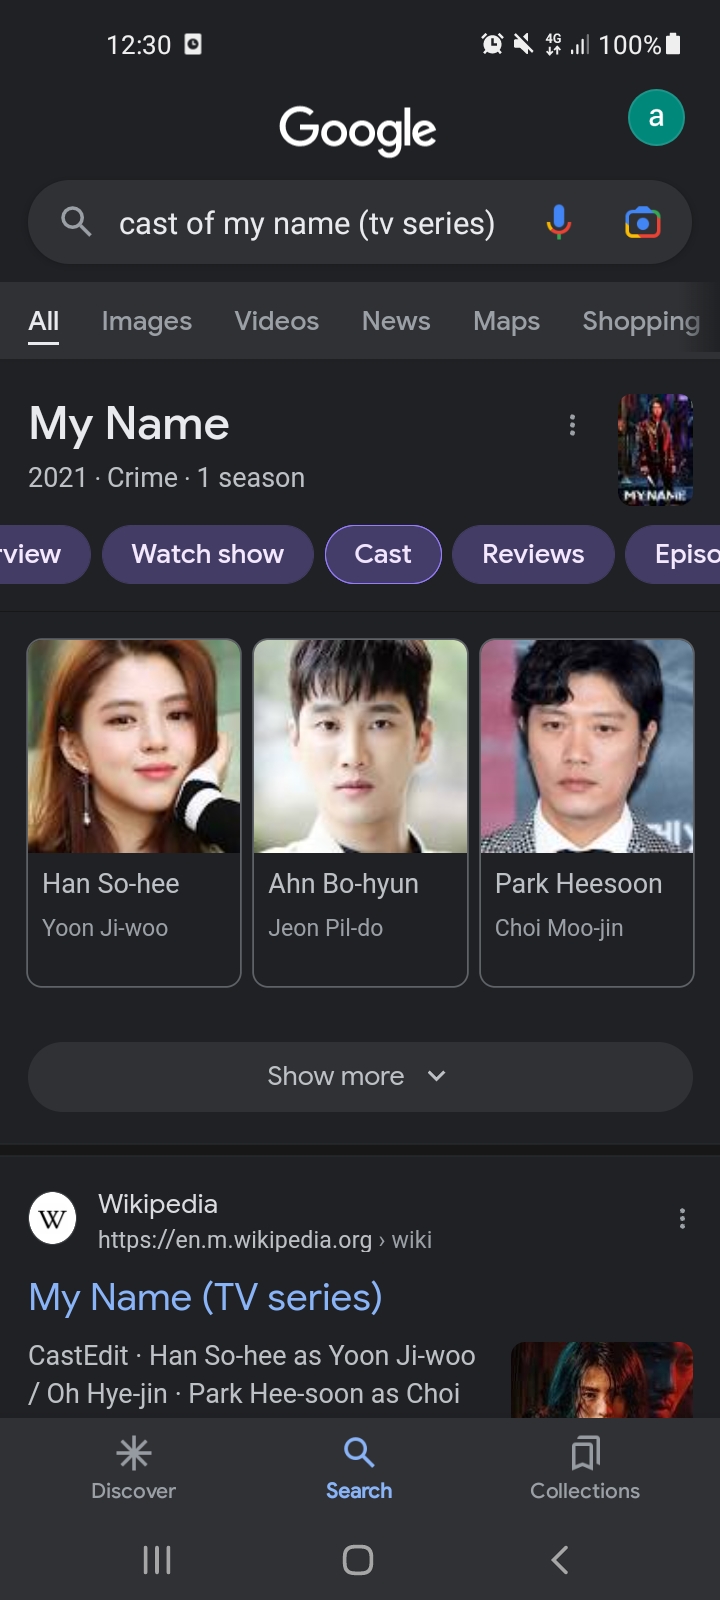 12:30
4G 100%
Google
a
cast of my name (tv series)
All Images Videos News Maps Shopping
My Name
2021 · Crime · 1 season
MY NAME
rview Watch show Cast Reviews Episo
Han So-hee Ahn Bo-hyun Park Heesoon
Yoon Ji-woo Jeon Pil-do Choi Moo-jin
Show more
W
Wikipedia
https://en.m.wikipedia.org › wiki
My Name (TV series)
CastEdit · Han So-hee as Yoon Ji-woo
/ Oh Hye-jin · Park Hee-soon as Choi
Discover Search Collections